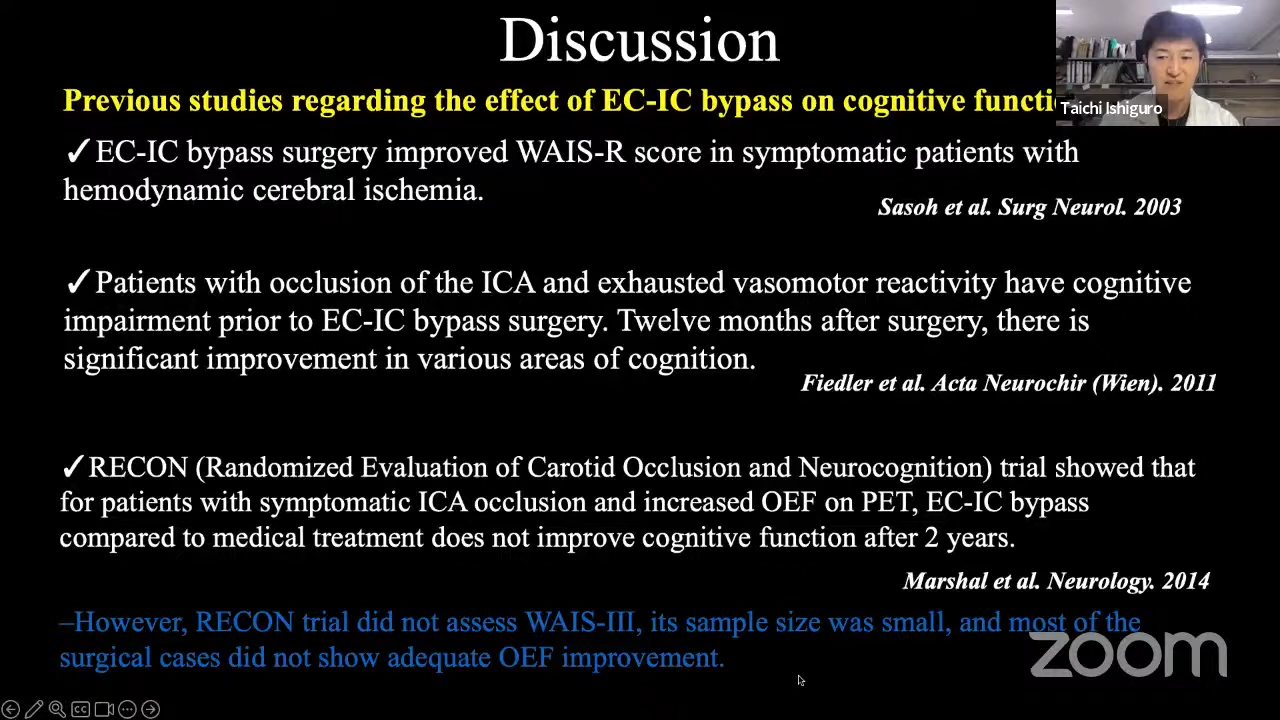 Discussion
Previous studies regarding the effect of EC-IC bypass on cognitive functi
Taichi Ishiguro
✓EC-IC bypass surgery improved WAIS-R score in symptomatic patients with
hemodynamic cerebral ischemia.
Sasoh et al. Surg Neurol. 2003
✓Patients with occlusion of the ICA and exhausted vasomotor reactivity have cognitive
impairment prior to EC-IC bypass surgery. Twelve months after surgery, there is
significant improvement in various areas of cognition.
Fiedler et al. Acta Neurochir (Wien). 2011
✓RECON (Randomized Evaluation of Carotid Occlusion and Neurocognition) trial showed that
for patients with symptomatic ICA occlusion and increased OEF on PET, EC-IC bypass
compared to medical treatment does not improve cognitive function after 2 years.
Marshal et al. Neurology. 2014
–However, RECON trial did not assess WAIS-III, its sample size was small, and most of the
surgical cases did not show adequate OEF improvement.
zoom
CC